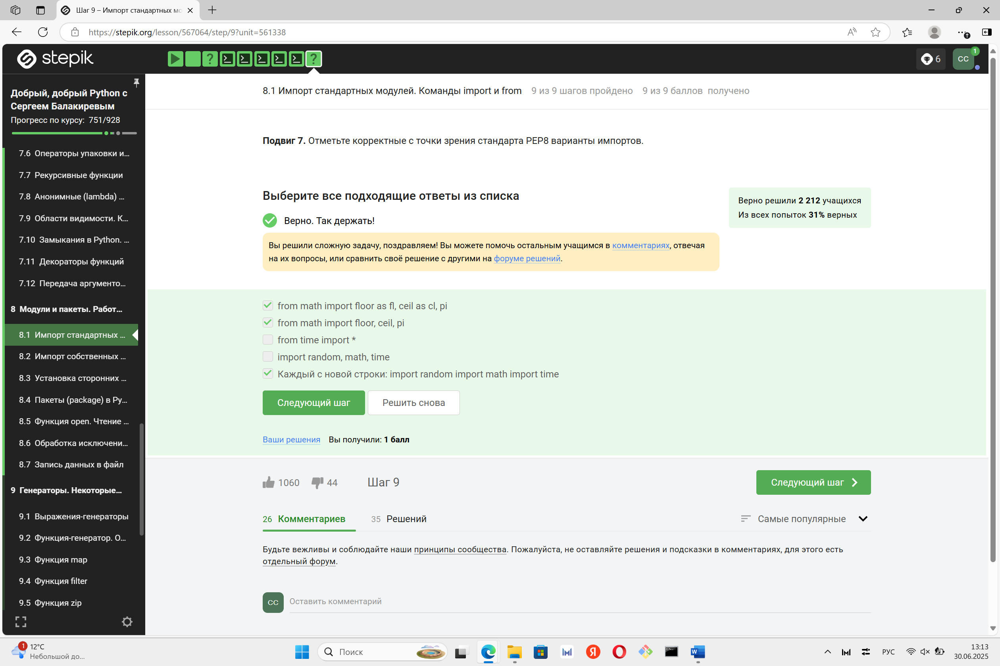 Шаг 9 – Импорт стандартных мо
https://stepik.org/lesson/567064/step/9?unit=561338
stepik
? ?
6
CC
1
Добрый, добрый Python с
Сергеем Балакиревым
Прогресс по курсу: 751/928
7.6 Операторы упаковки и...
7.7 Рекурсивные функции
7.8 Анонимные (lambda) ...
7.9 Области видимости. К...
7.10 Замыкания в Python. ...
7.11 Декораторы функций
7.12 Передача аргументо...
8 Модули и пакеты. Работ...
8.1 Импорт стандартных ...
8.2 Импорт собственных ...
8.3 Установка сторонних ...
8.4 Пакеты (package) в Py...
8.5 Функция open. Чтение ...
8.6 Обработка исключени...
8.7 Запись данных в файл
9 Генераторы. Некоторые...
9.1 Выражения-генераторы
9.2 Функция-генератор. О...
9.3 Функция map
9.4 Функция filter
9.5 Функция zip
8.1 Импорт стандартных модулей. Команды import и from 9 из 9 шагов пройдено 9 из 9 баллов получено
Подвиг 7. Отметьте корректные с точки зрения стандарта PEP8 варианты импортов.
Выберите все подходящие ответы из списка
Верно. Так держать!
Верно решили 2 212 учащихся
Из всех попыток 31% верных
Вы решили сложную задачу, поздравляем! Вы можете помочь остальным учащимся в комментариях, отвечая
на их вопросы, или сравнить своё решение с другими на форуме решений.
from math import floor as fl, ceil as cl, pi
from math import floor, ceil, pi
from time import *
import random, math, time
Каждый с новой строки: import random import math import time
Следующий шаг Решить снова
Ваши решения Вы получили: 1 балл
1060 44 Шаг 9 Следующий шаг
26 Комментариев 35 Решений Самые популярные
Будьте вежливы и соблюдайте наши принципы сообщества. Пожалуйста, не оставляйте решения и подсказки в комментариях, для этого есть
отдельный форум.
CC Оставить комментарий
1
12°C
Небольшой до...
Поиск
Я
W
РУС
13:13
30.06.2025